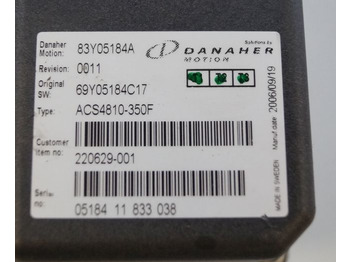 Danaher Motion: 83Y05184A
Solutions by
DANAHER
MOTION
Revision: 0011
Original SW: 69Y05184C17
Type: ACS4810-350F
Customer Item no: 220629-001
Serial no: 05184 11 833 038
Manuf date 2006/09/19
MADE IN SWEDEN